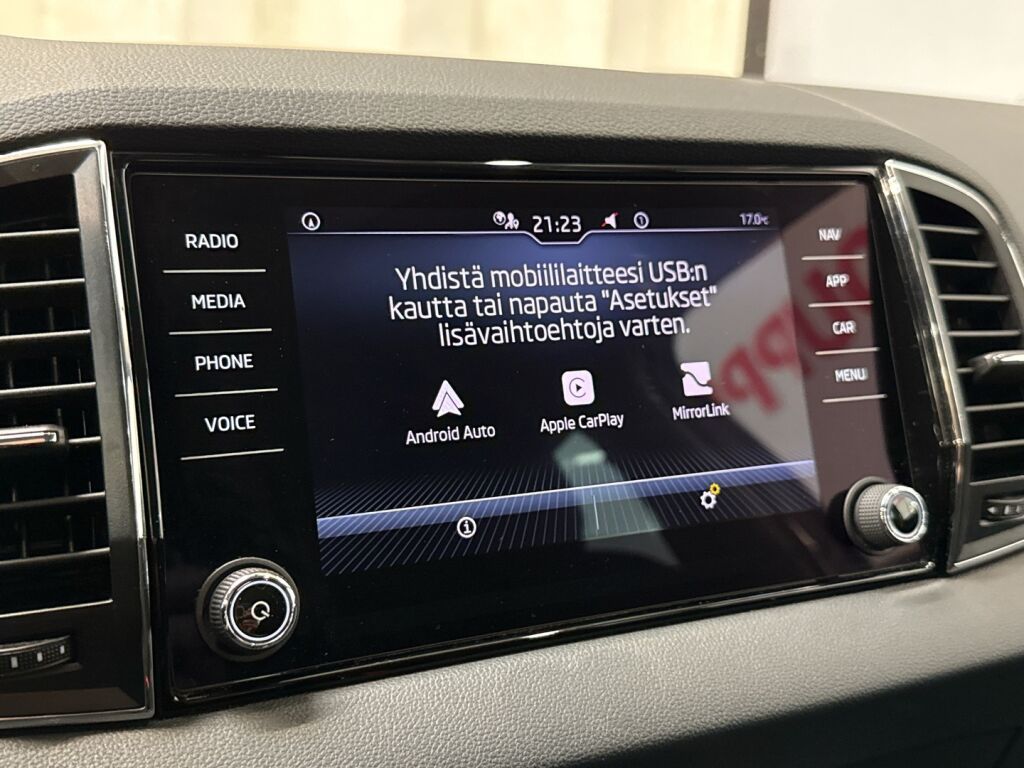 21:23
17.0°C
RADIO
MEDIA
PHONE
VOICE
Yhdistä mobiililaitteesi USB:n
kautta tai napauta "Asetukset"
lisävaihtoehtoja varten.
Android Auto
Apple CarPlay
MirrorLink
NAV
APP
CAR
MENU